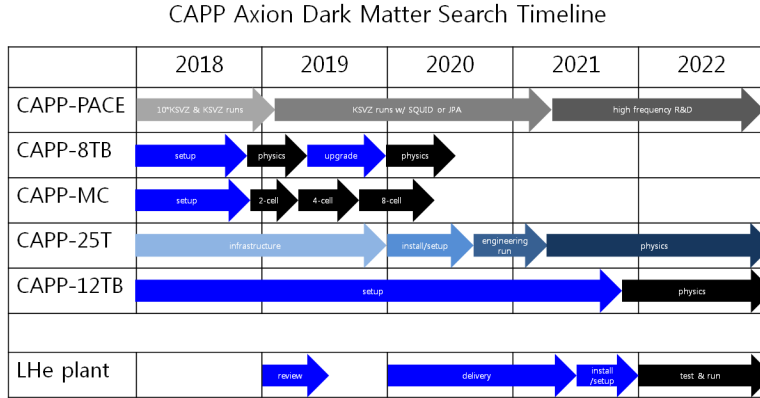 CAPP Axion Dark Matter Search Timeline
2018 2019 2020 2021 2022
CAPP-PACE 10*KSVZ & KSVZ runs KSVZ runs w/ SQUID or JPA high frequency R&D
CAPP-8TB setup physics upgrade physics
CAPP-MC setup 2-cell 4-cell 8-cell
CAPP-25T infrastructure install/setup engineering run physics
CAPP-12TB setup physics
LHe plant review delivery install /setup test & run